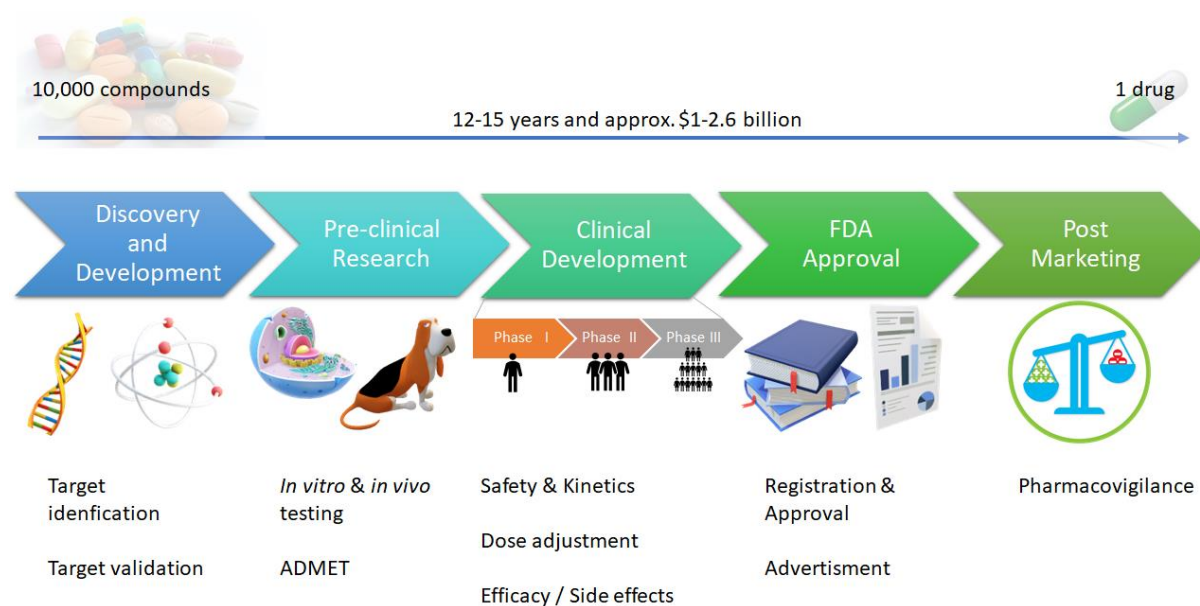 10,000 compounds
1 drug
12-15 years and approx. $1-2.6 billion
Discovery
and
Development
Pre-clinical
Research
Clinical
Development
FDA
Approval
Post
Marketing
Phase I
Phase II
Phase III
Target
idenfication
Target validation
In vitro & in vivo
testing
ADMET
Safety & Kinetics
Dose adjustment
Efficacy / Side effects
Registration &
Approval
Advertisment
Pharmacovigilance